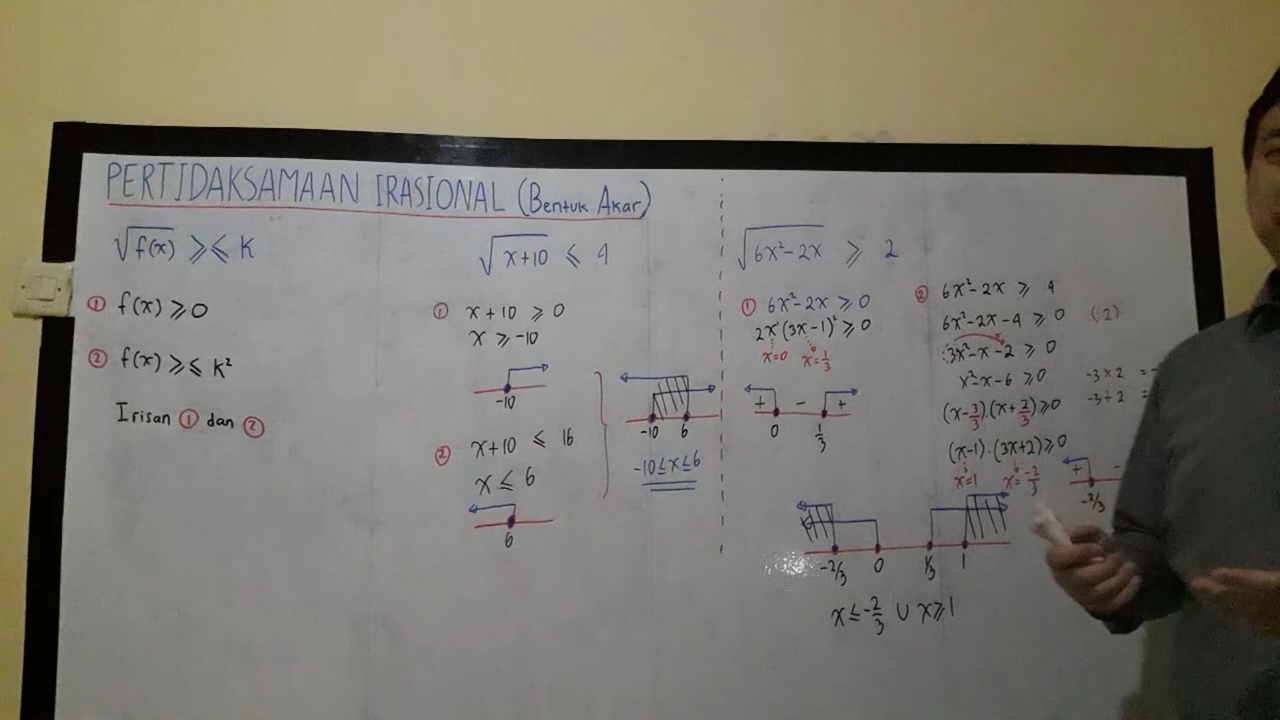 PERTIDAKSAMAAN IRASIONAL (Bentuk Akar)
√f(x) ⩾⩽ K
① f(x) ⩾ 0
② f(x) ⩾⩽ K²
Irisan ① dan ②
√x+10 ⩽ 4
① x+10 ⩾ 0
x ⩾ -10
-10
② x+10 ⩽ 16
x ⩽ 6
6
-10 6
-10⩽x⩽6
√6x²-2x ⩾ 2
① 6x²-2x ⩾ 0
2x (3x-1) ⩾ 0
x=0 x=1/3
+ - +
0 1/3
② 6x²-2x ⩾ 4
6x²-2x-4 ⩾ 0 (:2)
3x²-x-2 ⩾ 0
x²-x-6 ⩾ 0
-3×2 =
-3+2 =
(x-3/3).(x+2/3)⩾0
(x-1).(3x+2)⩾0
x=1 x=-2/3
+ -
-2/3
-2/3 0 1/3 1
x⩽-2/3 ∪ x⩾1